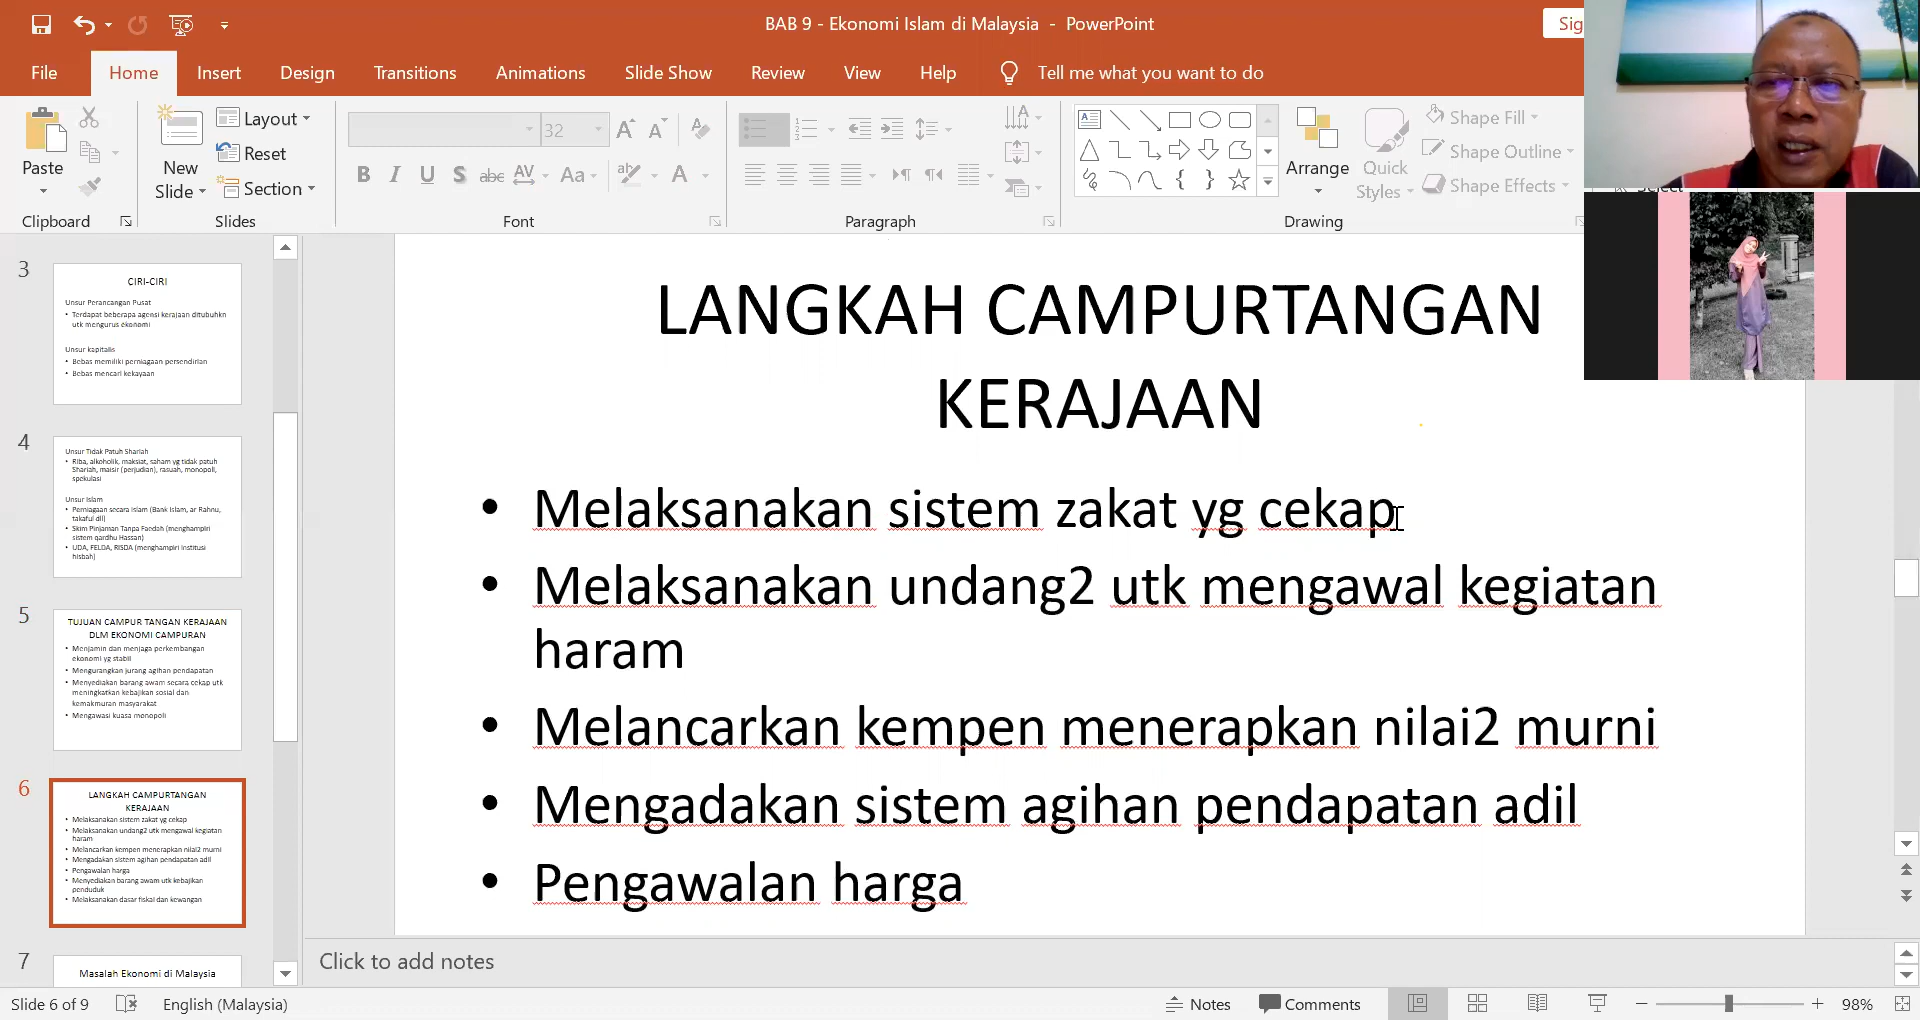 BAB 9 - Ekonomi Islam di Malaysia - PowerPoint
Sig
File Home Insert Design Transitions Animations Slide Show Review View Help Tell me what you want to do
Paste
Clipboard
New Slide
Layout
Reset
Section
Slides
32
B I U S abc AV Aa A
Font
Paragraph
Arrange
Quick Styles
Shape Fill
Shape Outline
Shape Effects
Drawing
Select
3
CIRI-CIRI
Unsur Perancangan Pusat
• Terdapat beberapa agensi kerajaan ditubuhkn
utk mengurus ekonomi
Unsur kapitalis
• Bebas memiliki perniagaan persendirian
• Bebas mencari kekayaan
4
Unsur Tidak Patuh Shariah
• Riba, alkoholik, maksiat, saham yg tidak patuh
Shariah, maisir (perjudian), rasuah, monopoli,
spekulasi
Unsur Islam
• Perniagaan secara Islam (Bank Islam, ar Rahnu,
takaful dll)
• Skim Pinjaman Tanpa Faedah (menghampiri
sistem qardhu Hassan)
• UDA, FELDA, RISDA (menghampiri institusi
hisbah)
5
TUJUAN CAMPUR TANGAN KERAJAAN
DLM EKONOMI CAMPURAN
• Menjamin dan menjaga perkembangan
ekonomi yg stabil
• Mengurangkan jurang agihan pendapatan
• Menyediakan barang awam secara cekap utk
meningkatkan kebajikan sosial dan
kemakmuran masyarakat
• Mengawasi kuasa monopoli
6
LANGKAH CAMPURTANGAN
KERAJAAN
• Melaksanakan sistem zakat yg cekap
• Melaksanakan undang2 utk mengawal kegiatan
haram
• Melancarkan kempen menerapkan nilai2 murni
• Mengadakan sistem agihan pendapatan adil
• Pengawalan harga
• Menyediakan barang awam utk kebajikan
penduduk
• Melaksanakan dasar fiskal dan kewangan
7
Masalah Ekonomi di Malaysia
LANGKAH CAMPURTANGAN
KERAJAAN
• Melaksanakan sistem zakat yg cekap
• Melaksanakan undang2 utk mengawal kegiatan
haram
• Melancarkan kempen menerapkan nilai2 murni
• Mengadakan sistem agihan pendapatan adil
• Pengawalan harga
Click to add notes
Slide 6 of 9 English (Malaysia) Notes Comments 98%